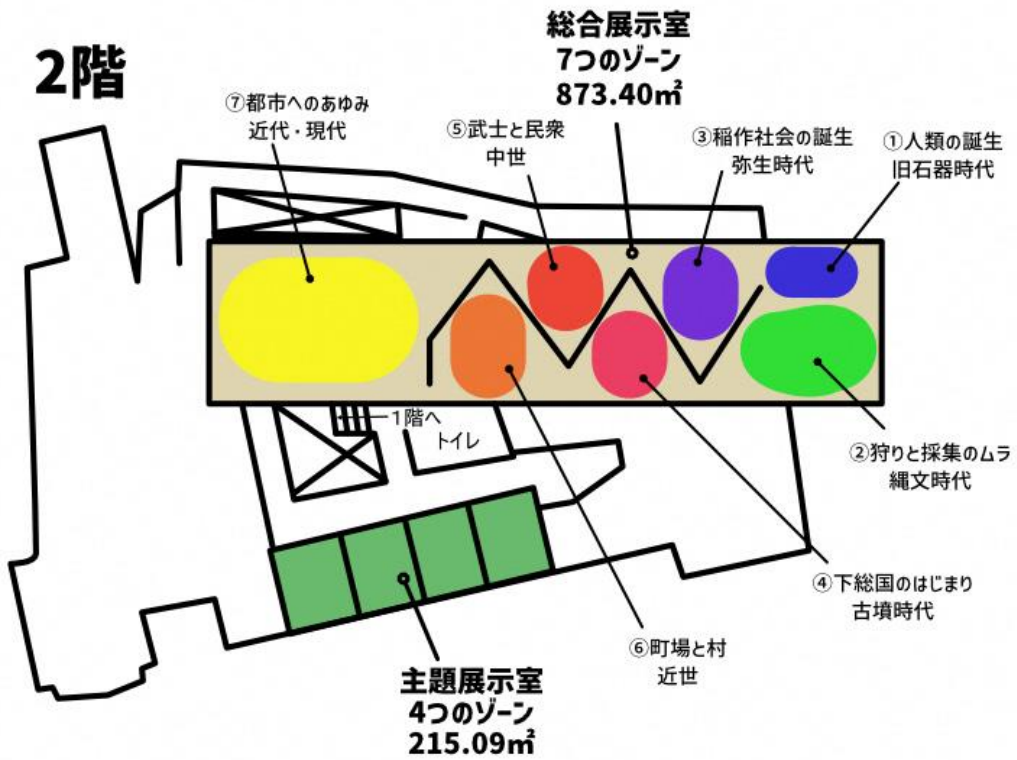 2階
総合展示室
7つのゾーン
873.40㎡
⑦都市へのあゆみ
近代・現代
⑤武士と民衆
中世
③稲作社会の誕生
弥生時代
①人類の誕生
旧石器時代
1階へ
トイレ
②狩りと採集のムラ
縄文時代
④下総国のはじまり
古墳時代
⑥町場と村
近世
主題展示室
4つのゾーン
215.09㎡